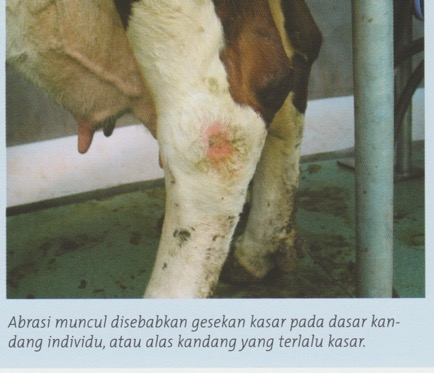 Abrasi muncul disebabkan gesekan kasar pada dasar kan-
dang individu, atau alas kandang yang terlalu kasar.